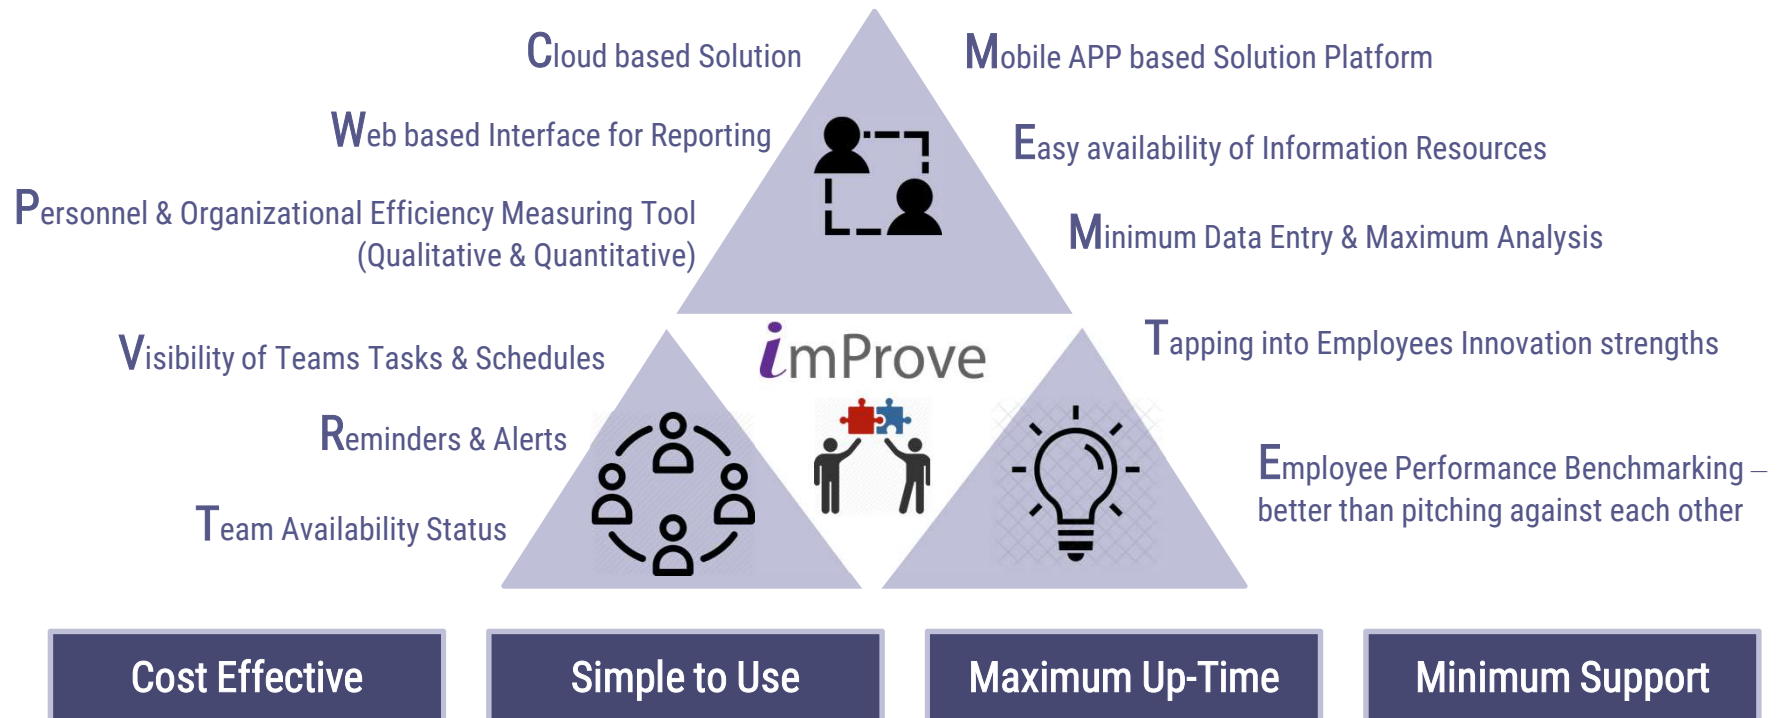 Cloud based Solution
Web based Interface for Reporting
Personnel & Organizational Efficiency Measuring Tool
(Qualitative & Quantitative)
Visibility of Teams Tasks & Schedules
Reminders & Alerts
Team Availability Status
imProve
Mobile APP based Solution Platform
Easy availability of Information Resources
Minimum Data Entry & Maximum Analysis
Tapping into Employees Innovation strengths
Employee Performance Benchmarking –
better than pitching against each other
Cost Effective
Simple to Use
Maximum Up-Time
Minimum Support